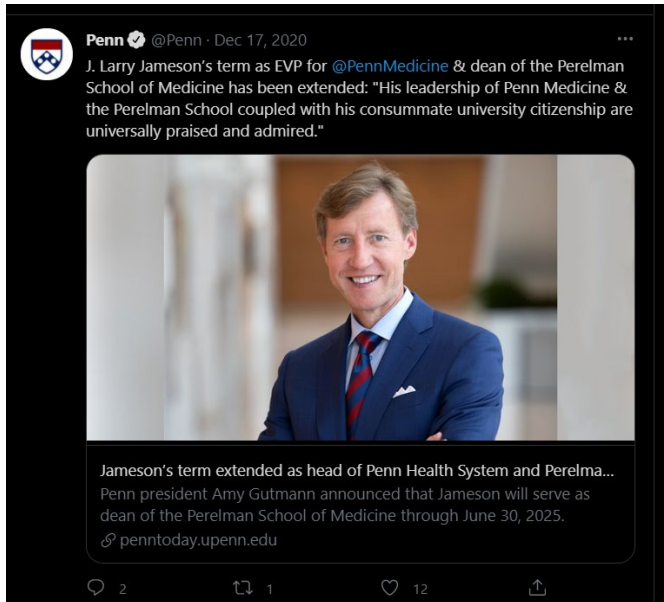 Penn @Penn · Dec 17, 2020
J. Larry Jameson’s term as EVP for @PennMedicine & dean of the Perelman
School of Medicine has been extended: "His leadership of Penn Medicine &
the Perelman School coupled with his consummate university citizenship are
universally praised and admired."
Jameson’s term extended as head of Penn Health System and Perelma...
Penn president Amy Gutmann announced that Jameson will serve as
dean of the Perelman School of Medicine through June 30, 2025.
penntoday.upenn.edu
2 1 12